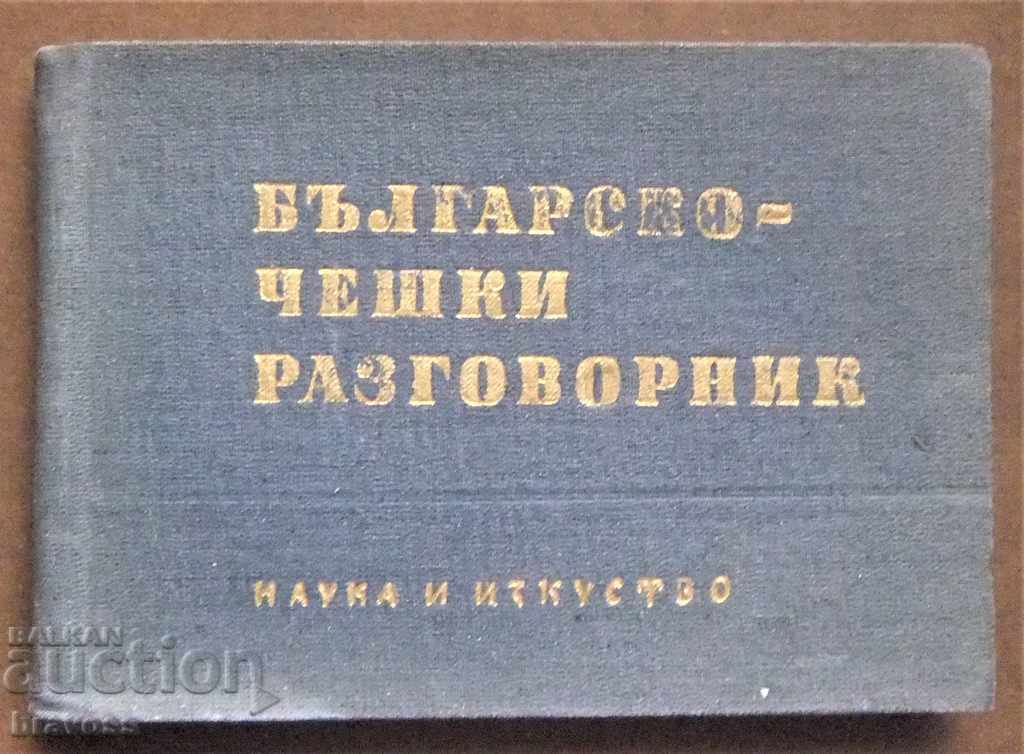 БЪЛГАРСКО-
ЧЕШКИ
РАЗГОВОРНИК
НАУКА И ИЗКУСТВО
BALKAN
auction
bravoss